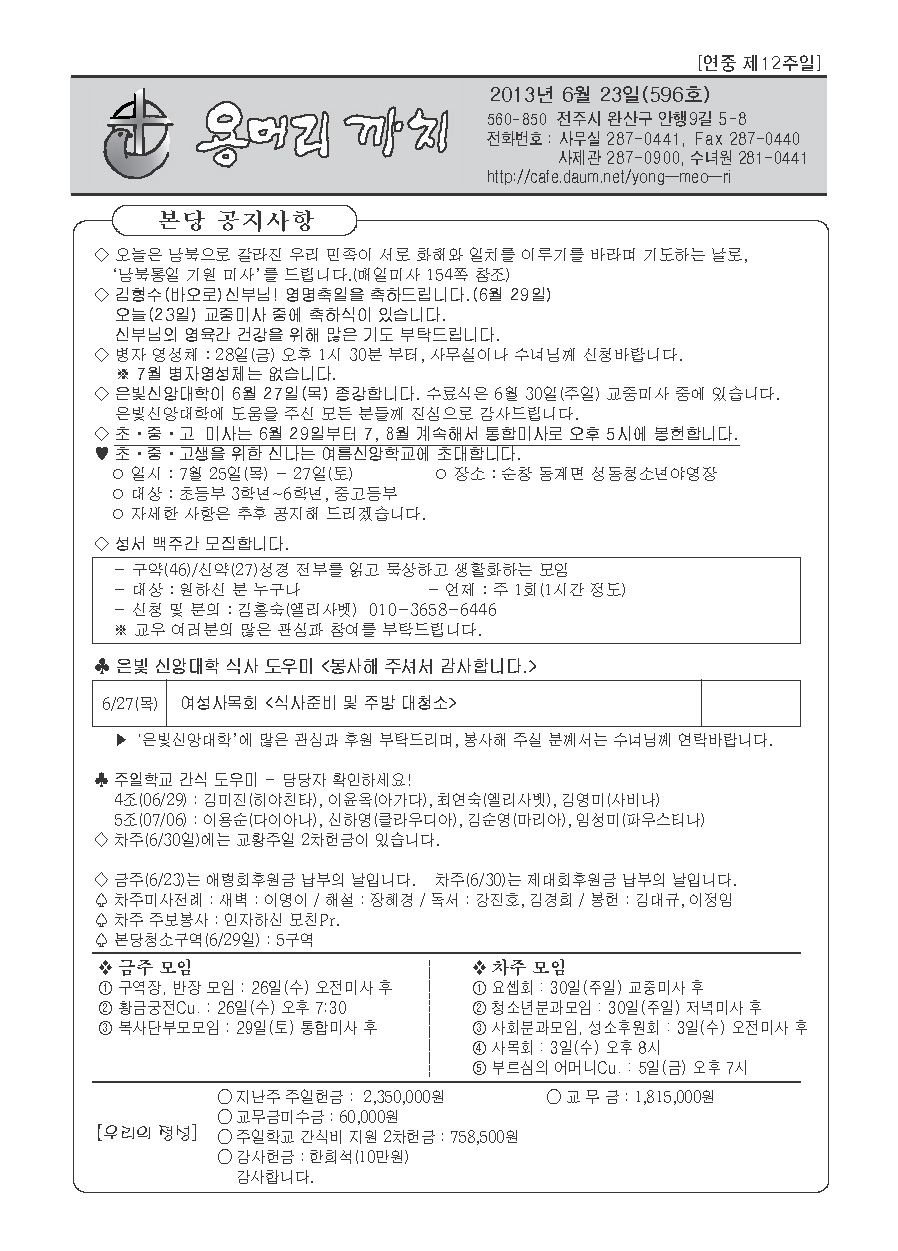 [연중 제12주일]
용머리 까치
2013년 6월 23일(596호)
560-850 전주시 완산구 안행9길 5-8
전화번호 : 사무실 287-0441, Fax 287-0440
사제관 287-0900, 수녀원 281-0441
http://cafe.daum.net/yong-meo-ri
본당 공지사항
◇ 오늘은 남북으로 갈라진 우리 민족이 서로 화해와 일치를 이루기를 바라며 기도하는 날로,
‘남북통일 기원 미사’를 드립니다.(매일미사 154쪽 참조)
◇ 김형수(바오로)신부님! 영명축일을 축하드립니다.(6월 29일)
오늘(23일) 교중미사 중에 축하식이 있습니다.
신부님의 영육간 건강을 위해 많은 기도 부탁드립니다.
◇ 병자 영성체 : 28일(금) 오후 1시 30분 부터, 사무실이나 수녀님께 신청바랍니다.
※ 7월 병자영성체는 없습니다.
◇ 은빛신앙대학이 6월 27일(목) 종강합니다. 수료식은 6월 30일(주일) 교중미사 중에 있습니다.
은빛신앙대학에 도움을 주신 모든 분들께 진심으로 감사드립니다.
◇ 초·중·고 미사는 6월 29일부터 7, 8월 계속해서 통합미사로 오후 5시에 봉헌합니다.
♥ 초·중·고생을 위한 신나는 여름신앙학교에 초대합니다.
○ 일시 : 7월 25일(목) - 27일(토) ○ 장소 : 순창 동계면 성동청소년야영장
○ 대상 : 초등부 3학년~6학년, 중고등부
○ 자세한 사항은 추후 공지해 드리겠습니다.
◇ 성서 백주간 모집합니다.
- 구약(46)/신약(27)성경 전부를 읽고 묵상하고 생활화하는 모임
- 대상 : 원하신 분 누구나 - 언제 : 주 1회(1시간 정도)
- 신청 및 분의 : 김홍숙(엘리사벳) 010-3658-6446
※ 교우 여러분의 많은 관심과 참여를 부탁드립니다.
♣ 은빛 신앙대학 식사 도우미 <봉사해 주셔서 감사합니다.>
6/27(목) 여성사목회 <식사준비 및 주방 대청소>
▶ ‘은빛신앙대학’에 많은 관심과 후원 부탁드리며, 봉사해 주실 분께서는 수녀님께 연락바랍니다.
♣ 주일학교 간식 도우미 - 담당자 확인하세요!
4조(06/29) : 김미진(히야친타), 이윤옥(아가다), 최연숙(엘리사벳), 김영미(사비나)
5조(07/06) : 이용순(다이아나), 신하영(클라우디아), 김순영(마리아), 임성미(파우스티나)
◇ 차주(6/30일)에는 교황주일 2차헌금이 있습니다.
◇ 금주(6/23)는 애령회후원금 납부의 날입니다. 차주(6/30)는 제대회후원금 납부의 날입니다.
♤ 차주미사전례 : 새벽 : 이영이 / 해설 : 장혜경 / 독서 : 강진호, 김경희 / 봉헌 : 김대규, 이정임
♤ 차주 주보봉사 : 인자하신 모친Pr.
♤ 본당청소구역(6/29일) : 5구역
❖ 금주 모임
① 구역장, 반장 모임 : 26일(수) 오전미사 후
② 황금궁전Cu. : 26일(수) 오후 7:30
③ 복사단부모모임 : 29일(토) 통합미사 후
❖ 차주 모임
① 요셉회 : 30일(주일) 교중미사 후
② 청소년분과모임 : 30일(주일) 저녁미사 후
③ 사회분과모임, 성소후원회 : 3일(수) 오전미사 후
④ 사목회 : 3일(수) 오후 8시
⑤ 부르심의 어머니Cu. : 5일(금) 오후 7시
[우리의 정성]
○ 지난주 주일헌금 : 2,350,000원 ○ 교 무 금 : 1,815,000원
○ 교무금미수금 : 60,000원
○ 주일학교 간식비 지원 2차헌금 : 758,500원
○ 감사헌금 : 한희석(10만원)
감사합니다.